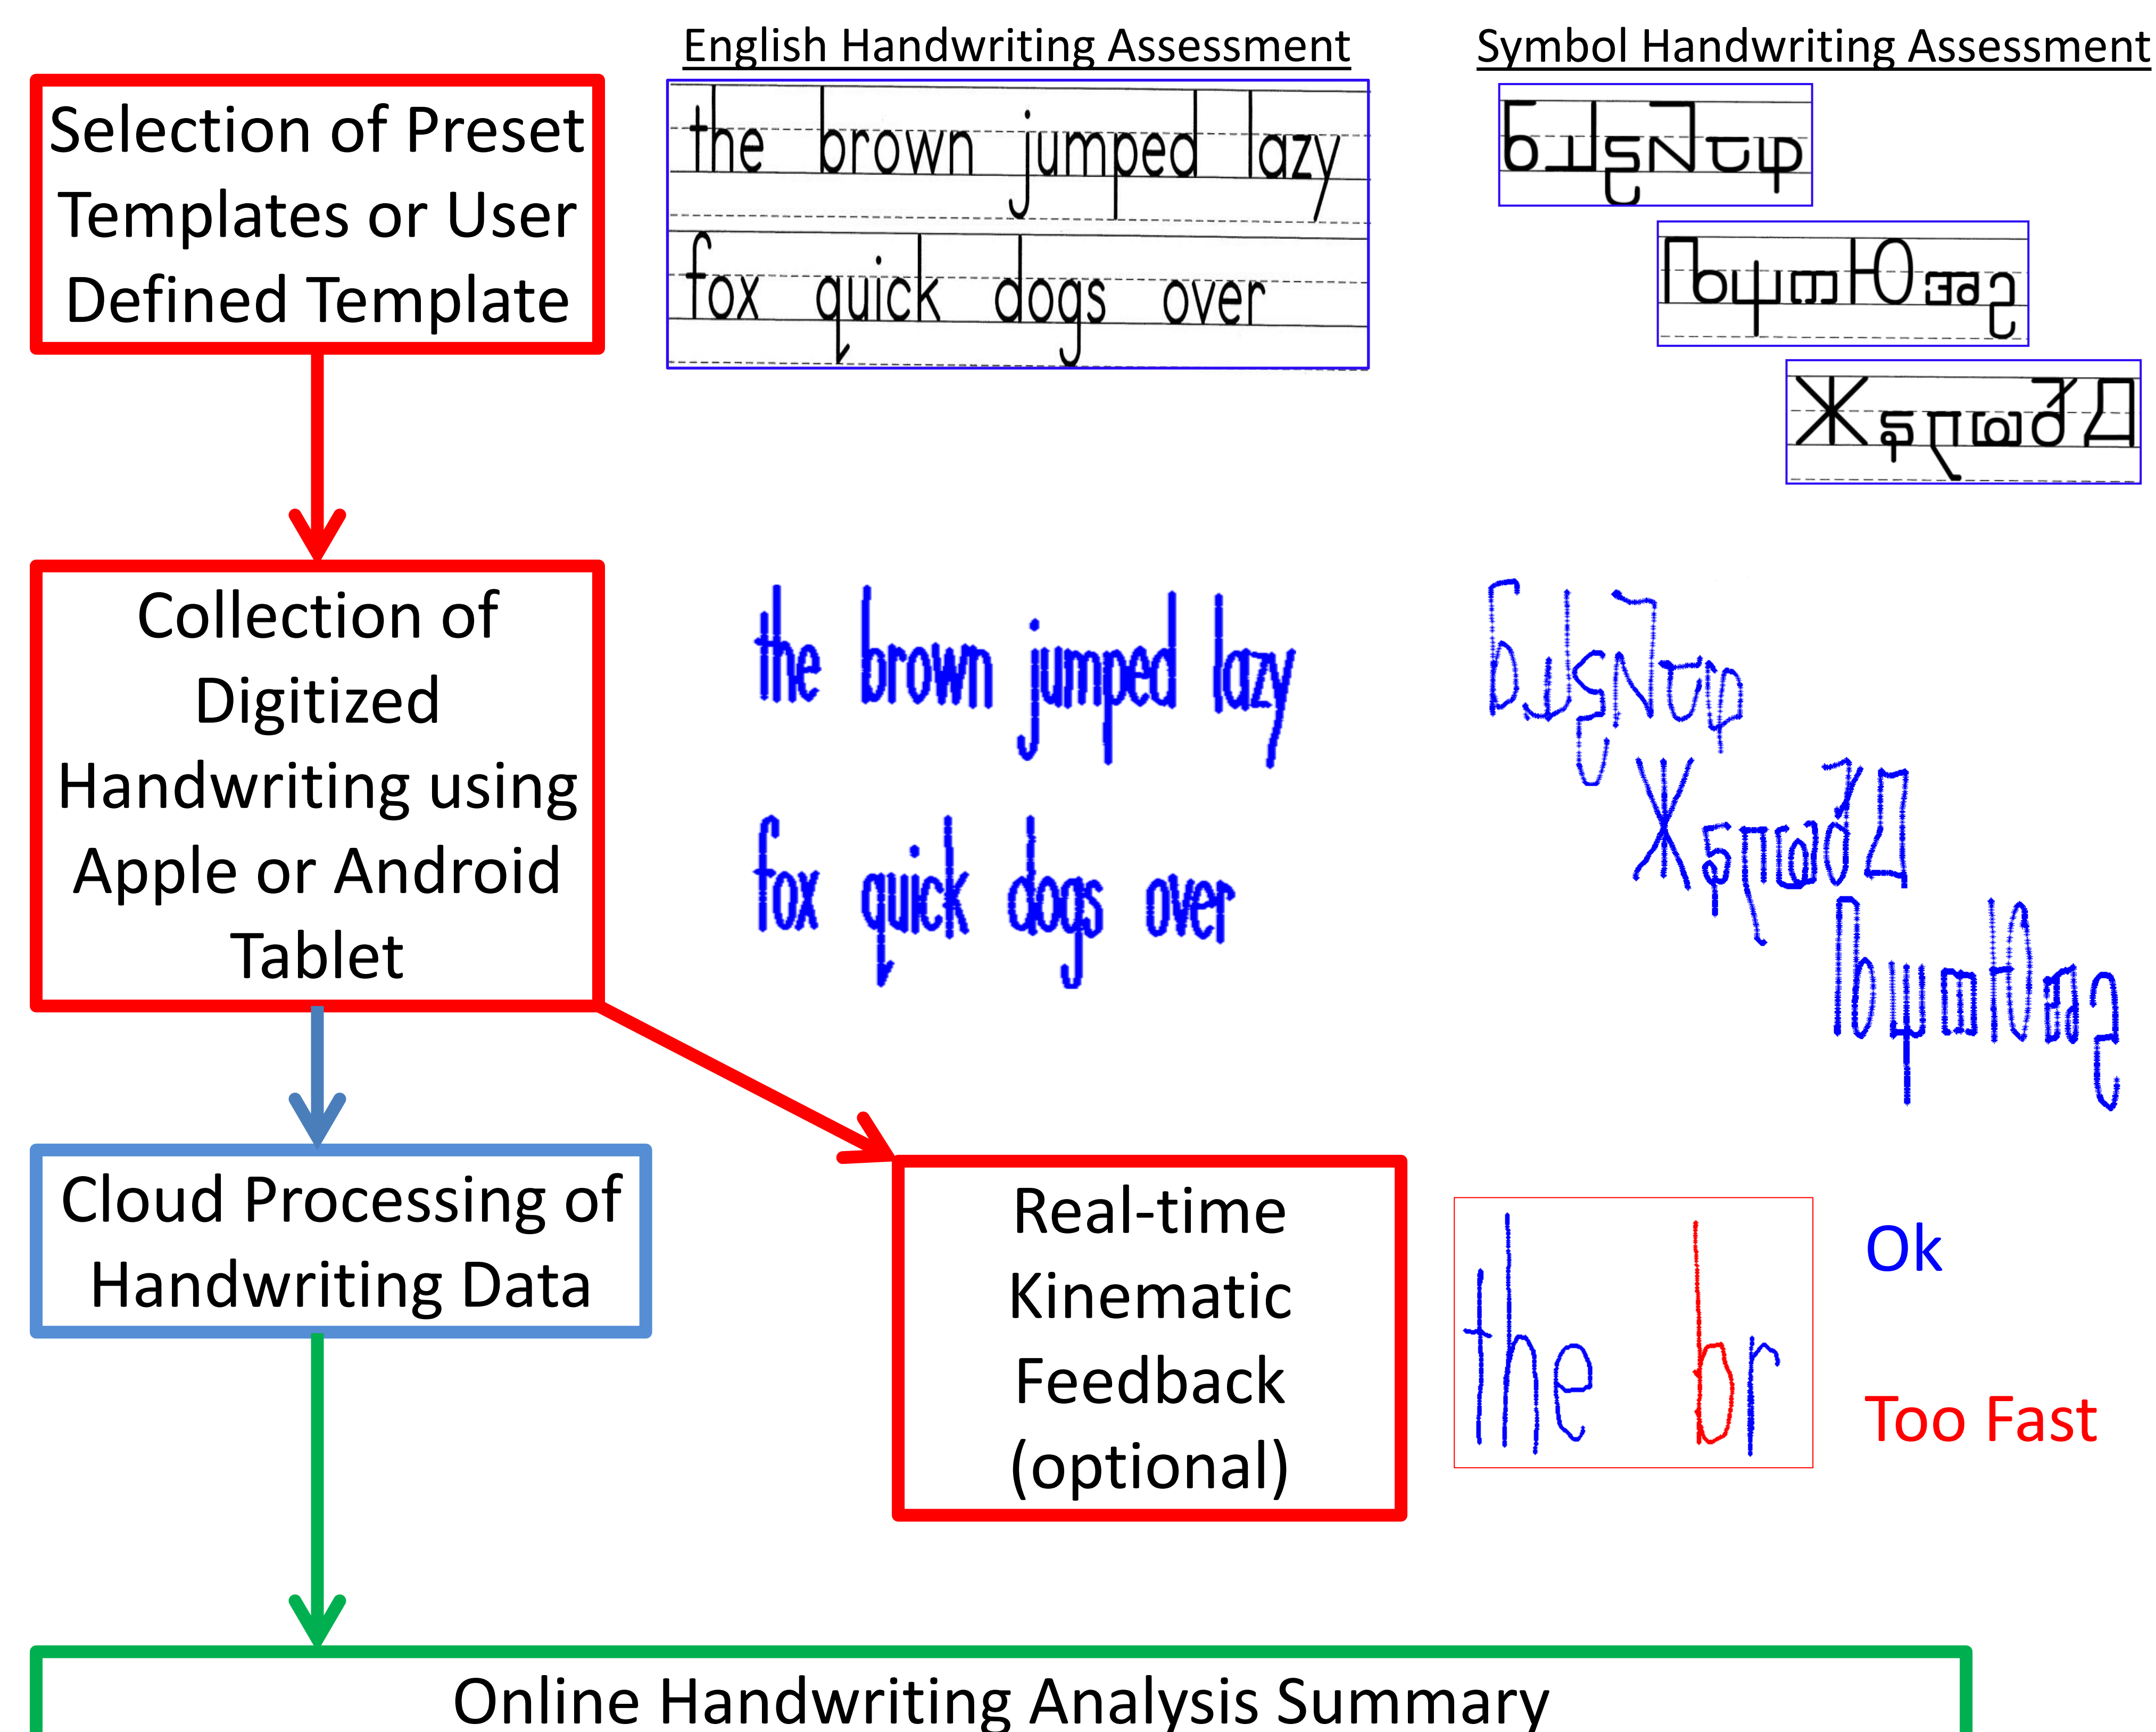 English Handwriting Assessment
Symbol Handwriting Assessment
Selection of Preset
Templates or User
Defined Template
the brown jumped lazy
fox quick dogs over
Collection of
Digitized
Handwriting using
Apple or Android
Tablet
the brown jumped lazy
fox quick dogs over
Cloud Processing of
Handwriting Data
Real-time
Kinematic
Feedback
(optional)
the br
Ok
Too Fast
Online Handwriting Analysis Summary